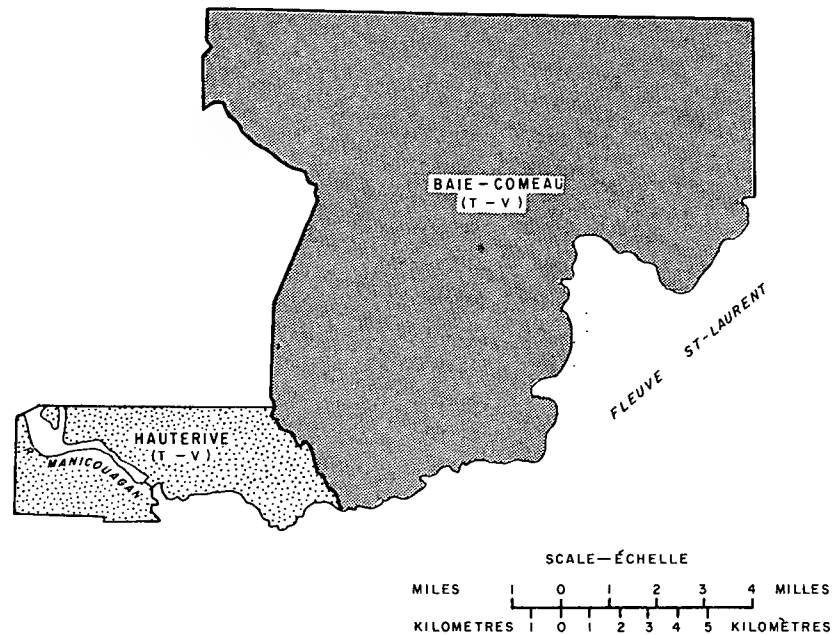 BAIE-COMEAU
(T-V)
FLEUVE ST-LAURENT
HAUTERIVE
(T-V)
R. MANICOUAGAN
SCALE—ÉCHELLE
MILES 1 0 1 2 3 4 MILLES
KILOMETRES 1 0 1 2 3 4 5 KILOMÈTRES